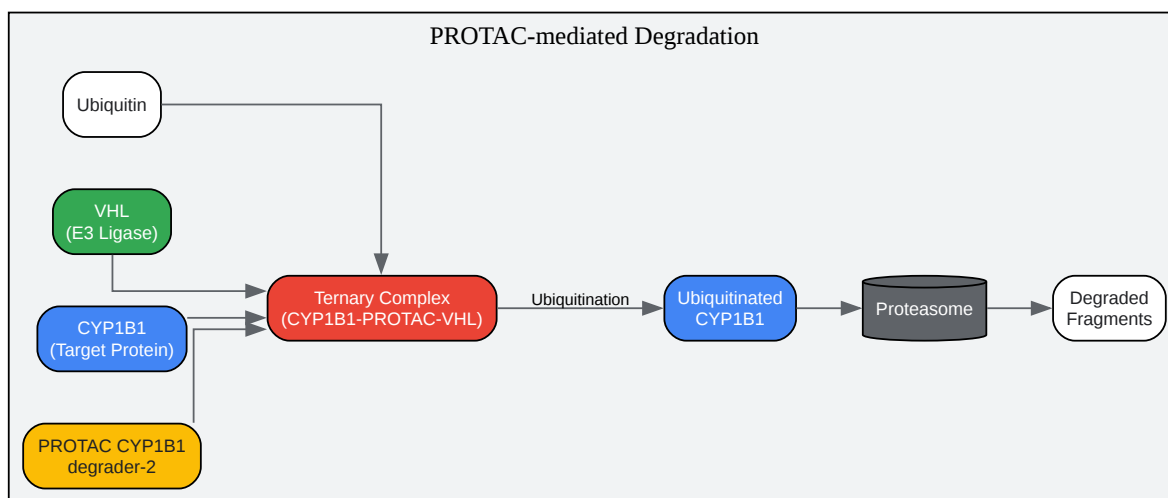 PROTAC-mediated Degradation
Ubiquitin
VHL
(E3 Ligase)
CYP1B1
(Target Protein)
PROTAC CYP1B1
degrader-2
Ternary Complex
(CYP1B1-PROTAC-VHL)
Ubiquitination
Ubiquitinated
CYP1B1
Proteasome
Degraded
Fragments